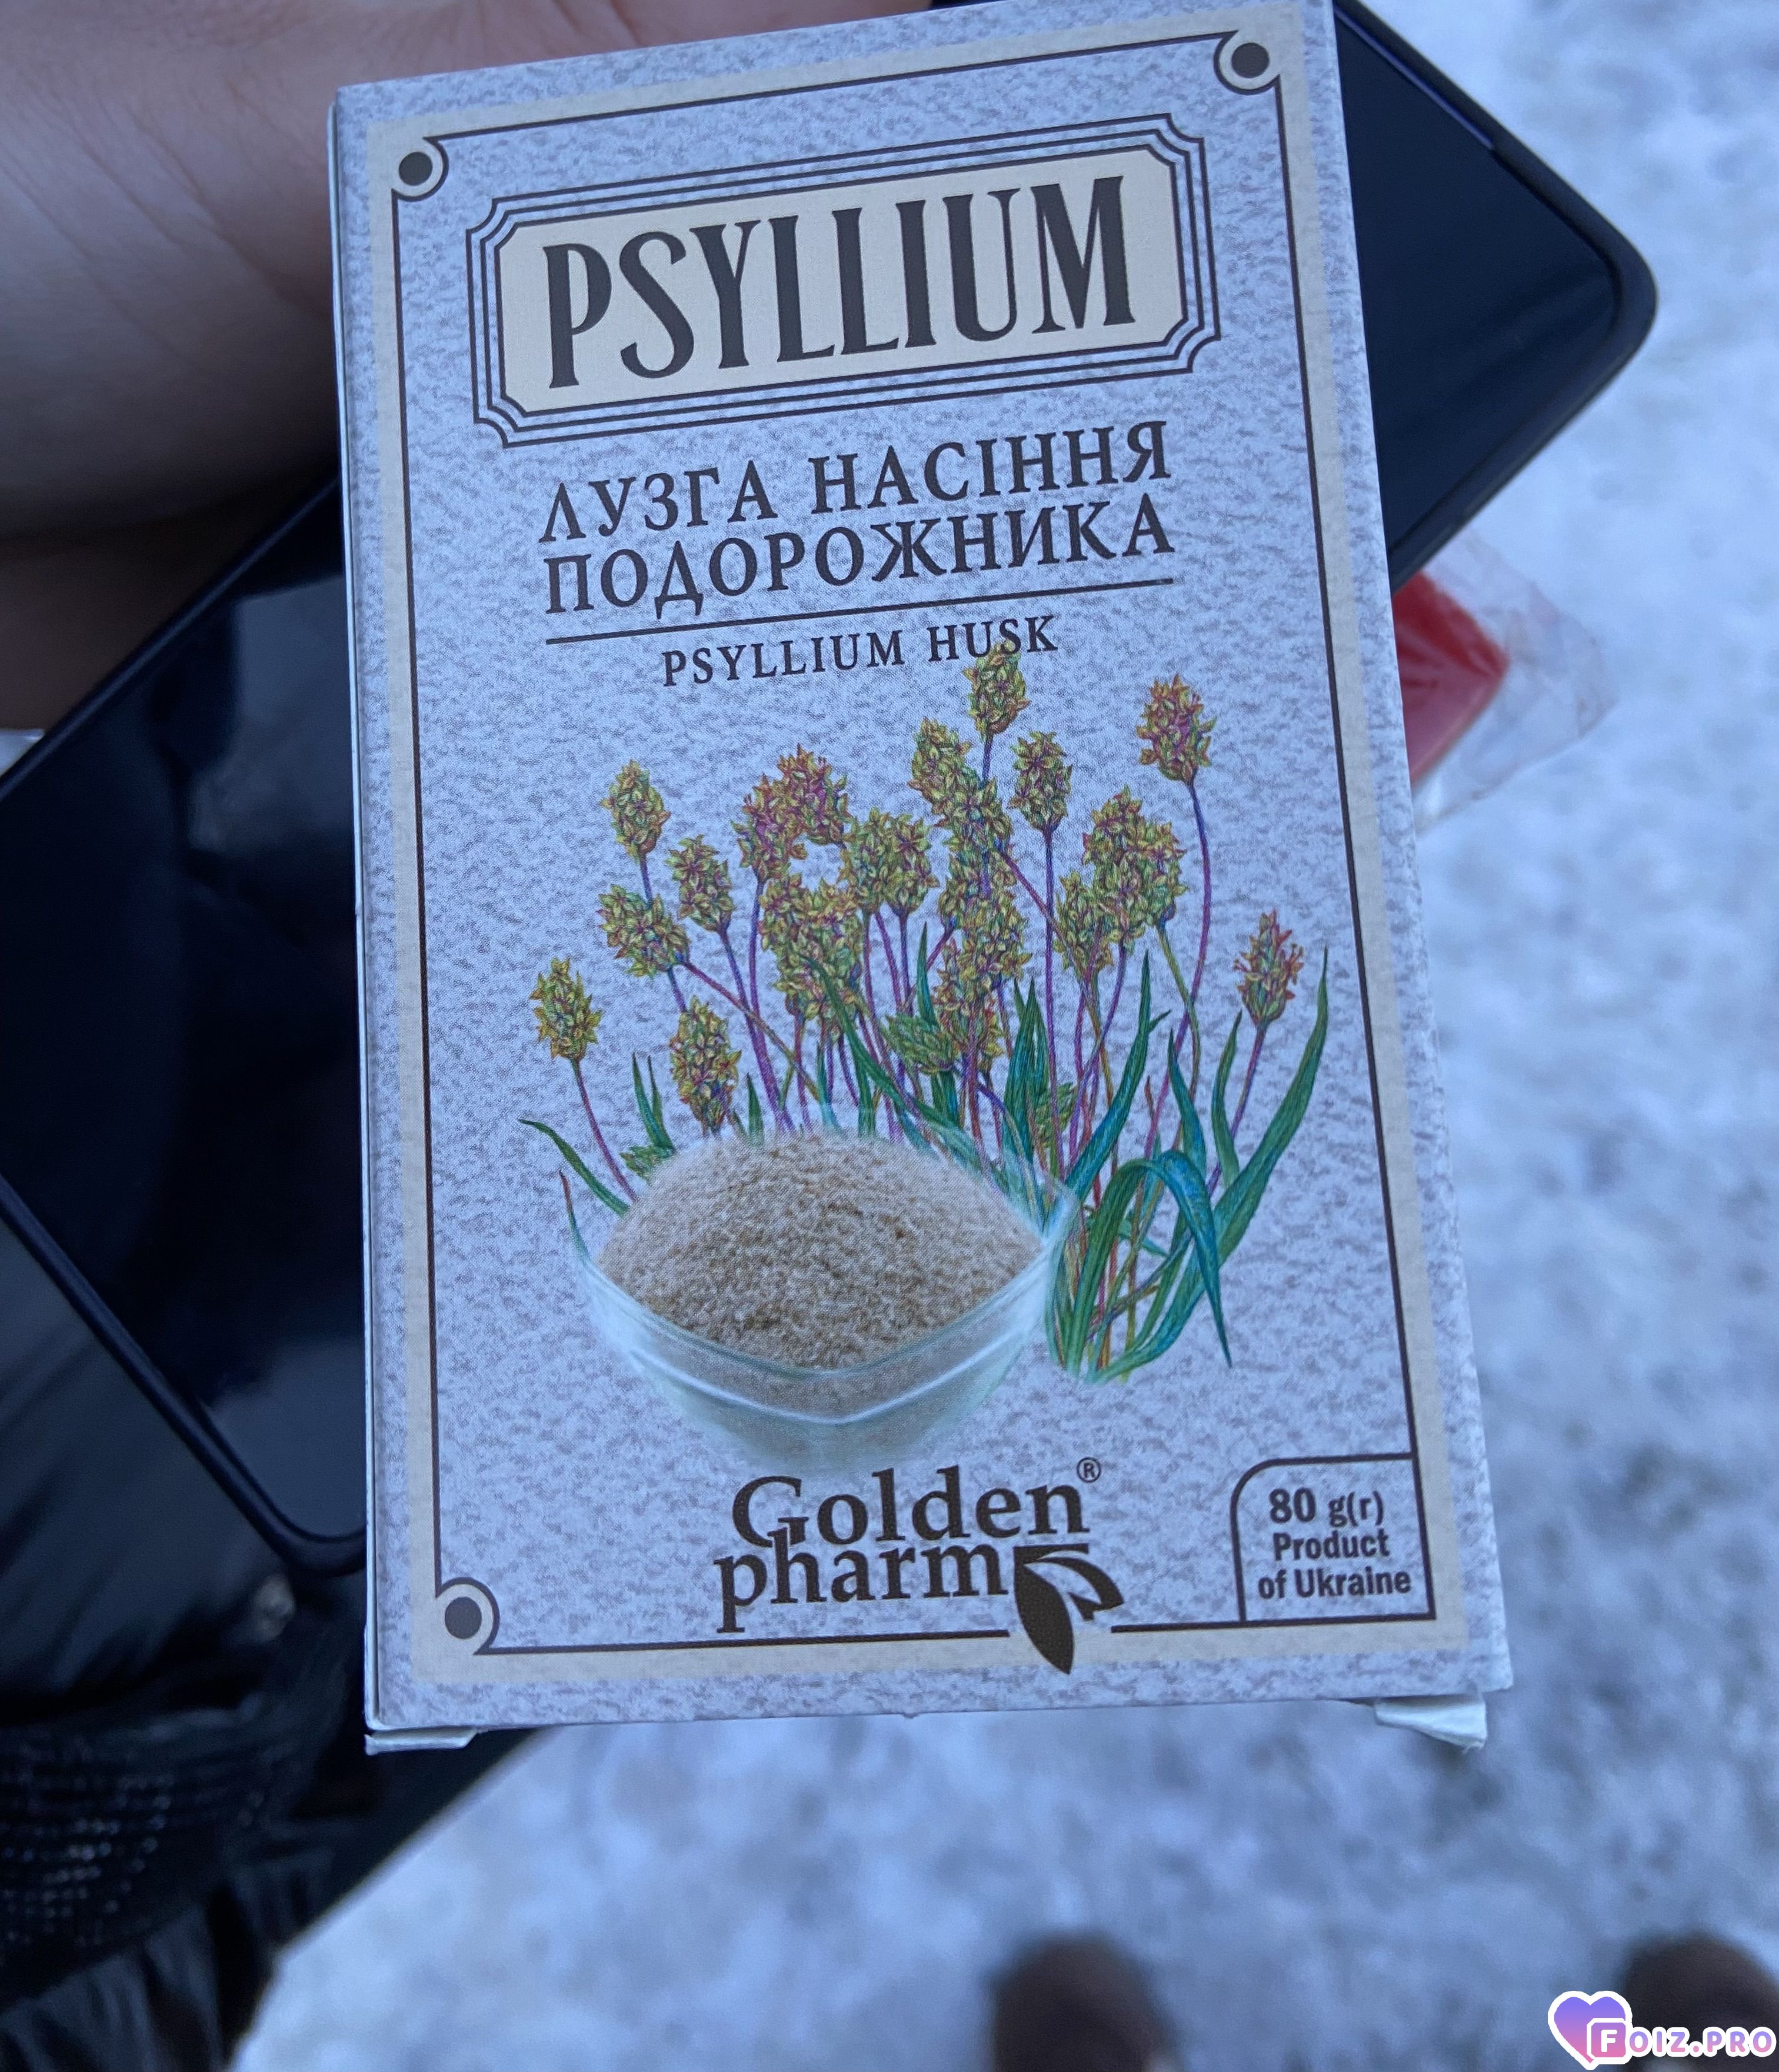 PSYLLIUM
ЛУЗГА НАСІННЯ
ПОДОРОЖНИКА
PSYLLIUM HUSK
Golden®
pharm
80 g(г)
Product
of Ukraine
FOIZ.PRO